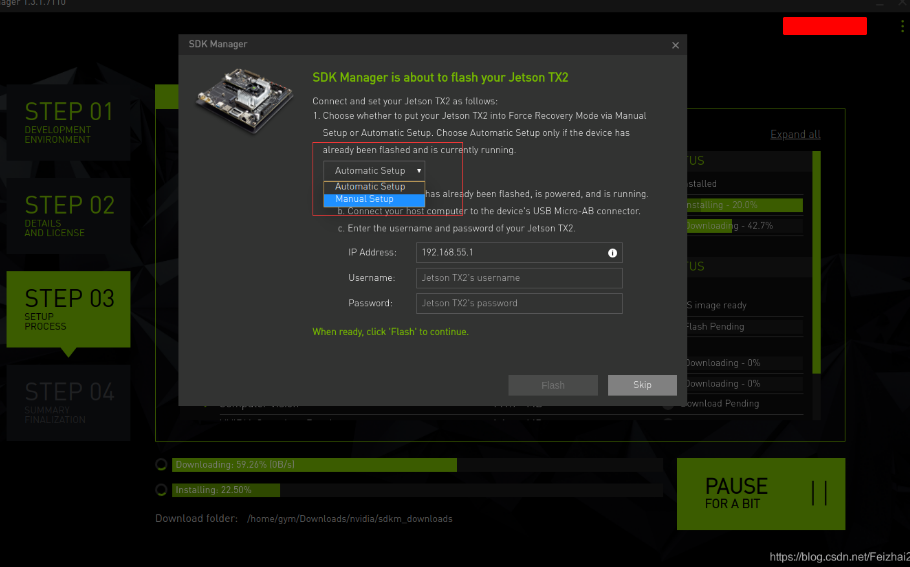 ager 1.3.1.7110
SDK Manager
SDK Manager is about to flash your Jetson TX2
Connect and set your Jetson TX2 as follows:
1. Choose whether to put your Jetson TX2 into Force Recovery Mode via Manual
Setup or Automatic Setup. Choose Automatic Setup only if the device has
already been flashed and is currently running.
Automatic Setup
Automatic Setup
Manual Setup
has already been flashed, is powered, and is running.
b. Connect your host computer to the device's USB Micro-AB connector.
c. Enter the username and password of your Jetson TX2.
IP Address: 192.168.55.1
Username: Jetson TX2's username
Password: Jetson TX2's password
When ready, click 'Flash' to continue.
Flash Skip
STEP 01
DEVELOPMENT
ENVIRONMENT
STEP 02
DETAILS
AND LICENSE
STEP 03
SETUP
PROCESS
STEP 04
SUMMARY
FINALIZATION
Expand all
TUS
nstalled
nstalling - 20.0%
ownloading - 42.7%
TUS
S image ready
Flash Pending
Downloading - 0%
Downloading - 0%
Download Pending
Computer Vision
Downloading: 59.26% (0B/s)
Installing: 22.50%
Download folder: /home/gym/Downloads/nvidia/sdkm_downloads
PAUSE
FOR A BIT
https://blog.csdn.net/Feizhai2